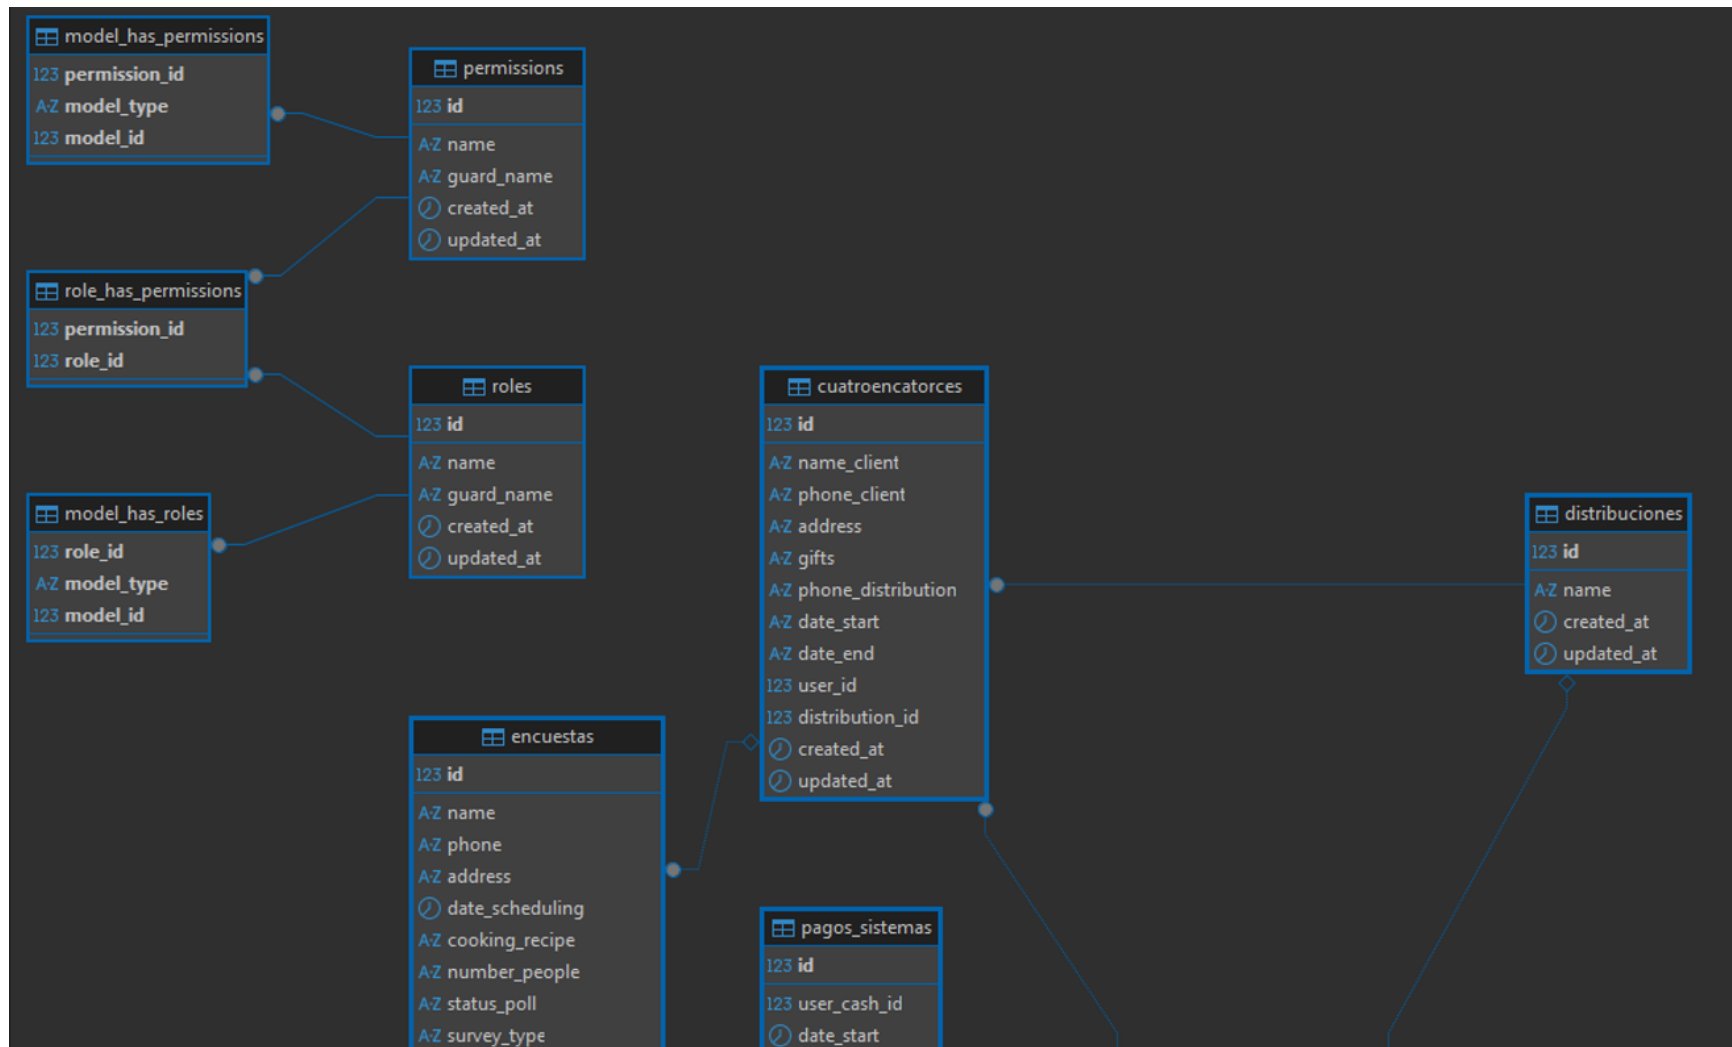 model_has_permissions
123 permission_id
A-Z model_type
123 model_id
permissions
123 id
A-Z name
A-Z guard_name
created_at
updated_at
role_has_permissions
123 permission_id
123 role_id
roles
123 id
A-Z name
A-Z guard_name
created_at
updated_at
model_has_roles
123 role_id
A-Z model_type
123 model_id
cuatroencatorces
123 id
A-Z name_client
A-Z phone_client
A-Z address
A-Z gifts
A-Z phone_distribution
A-Z date_start
A-Z date_end
123 user_id
123 distribution_id
created_at
updated_at
distribuciones
123 id
A-Z name
created_at
updated_at
encuestas
123 id
A-Z name
A-Z phone
A-Z address
date_scheduling
A-Z cooking_recipe
A-Z number_people
A-Z status_poll
A-Z survey_type
pagos_sistemas
123 id
123 user_cash_id
date_start